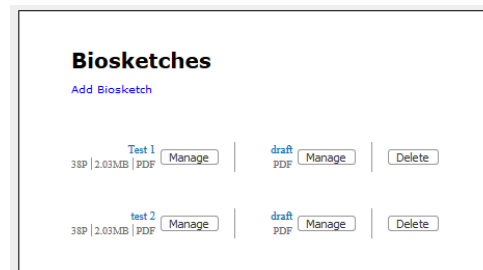 Biosketches
Add Biosketch
Test 1 Manage draft Manage Delete
38P | 2.03MB | PDF PDF
test 2 Manage draft Manage Delete
38P | 2.03MB | PDF PDF